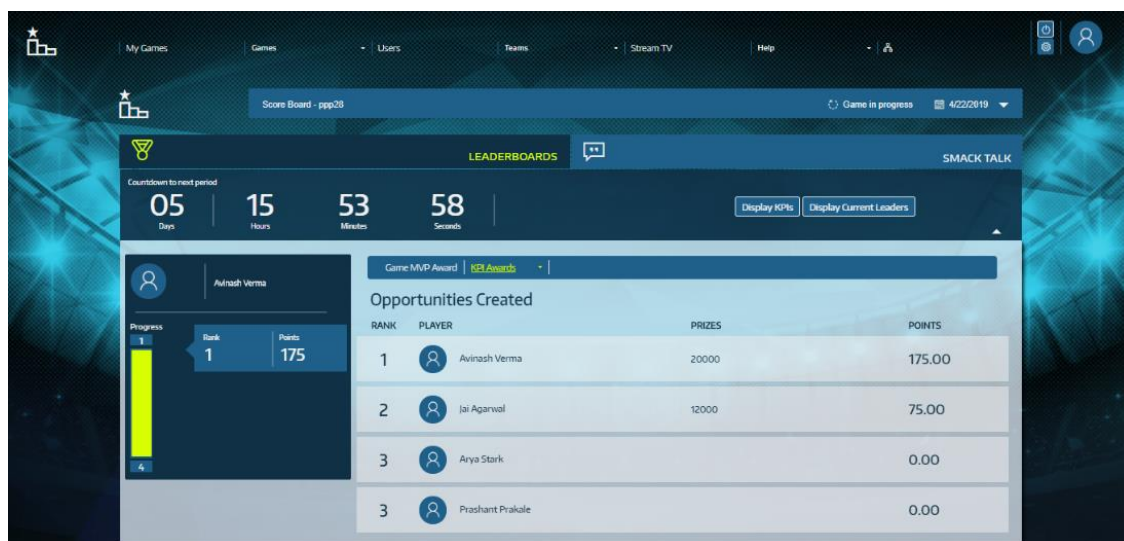 My Games Games Users Teams Stream TV Help
Score Board - ppp28 Game in progress 4/22/2019
LEADERBOARDS SMACK TALK
Countdown to next period
05 15 53 58
Days Hours Minutes Seconds
Display KPIs Display Current Leaders
Avinash Verma
Progress
1
Rank Points
1 175
4
Game MVP Award KPI Awards
Opportunities Created
RANK PLAYER PRIZES POINTS
1 Avinash Verma 20000 175.00
2 Jai Agarwal 12000 75.00
3 Arya Stark 0.00
3 Prashant Prakale 0.00